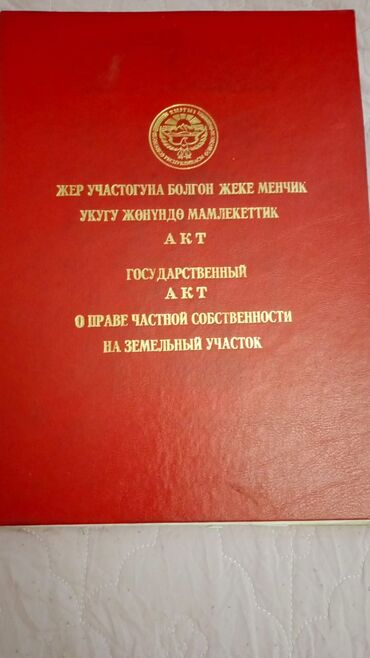 ЖЕР УЧАСТОГУНА БОЛГОН ЖЕКЕ МЕНЧИК
УКУГУ ЖӨНҮНДӨ МАМЛЕКЕТТИК
АКТ
ГОСУДАРСТВЕННЫЙ
АКТ
О ПРАВЕ ЧАСТНОЙ СОБСТВЕННОСТИ
НА ЗЕМЕЛЬНЫЙ УЧАСТОК